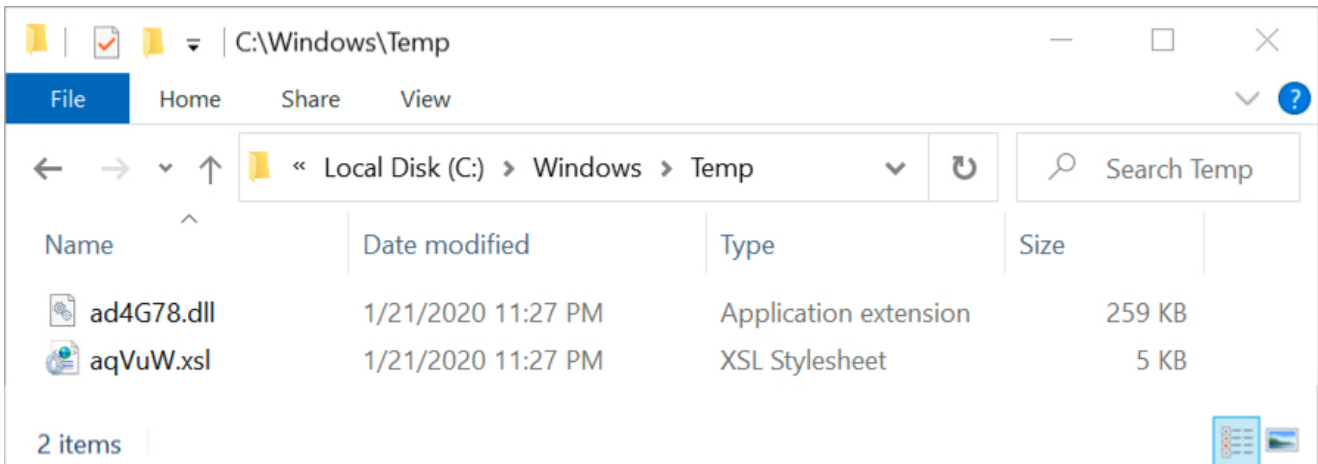 C:\Windows\Temp
File Home Share View
« Local Disk (C:) > Windows > Temp Search Temp
Name Date modified Type Size
ad4G78.dll 1/21/2020 11:27 PM Application extension 259 KB
aqVuW.xsl 1/21/2020 11:27 PM XSL Stylesheet 5 KB
2 items